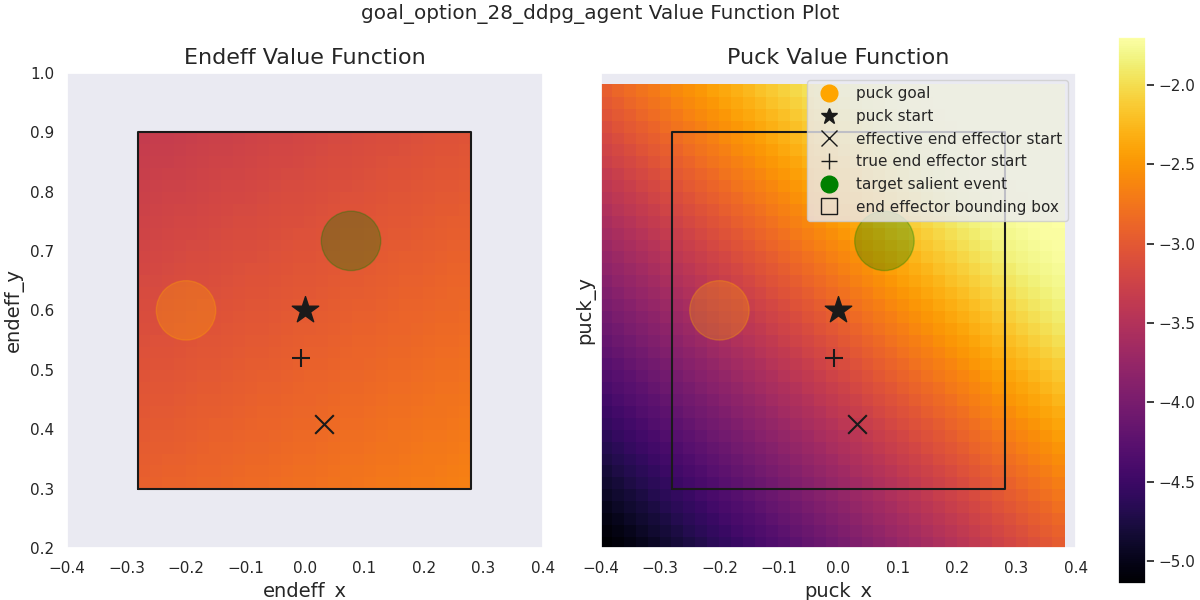 goal_option_28_ddpg_agent Value Function Plot
Endeff Value Function
1.0
0.9
0.8
0.7
0.6
0.5
0.4
0.3
0.2
endeff_y
−0.4 −0.3 −0.2 −0.1 0.0 0.1 0.2 0.3 0.4
endeff_x
Puck Value Function
puck goal
puck start
effective end effector start
true end effector start
target salient event
end effector bounding box
puck_y
−0.4 −0.3 −0.2 −0.1 0.0 0.1 0.2 0.3 0.4
puck_x
−2.0
−2.5
−3.0
−3.5
−4.0
−4.5
−5.0